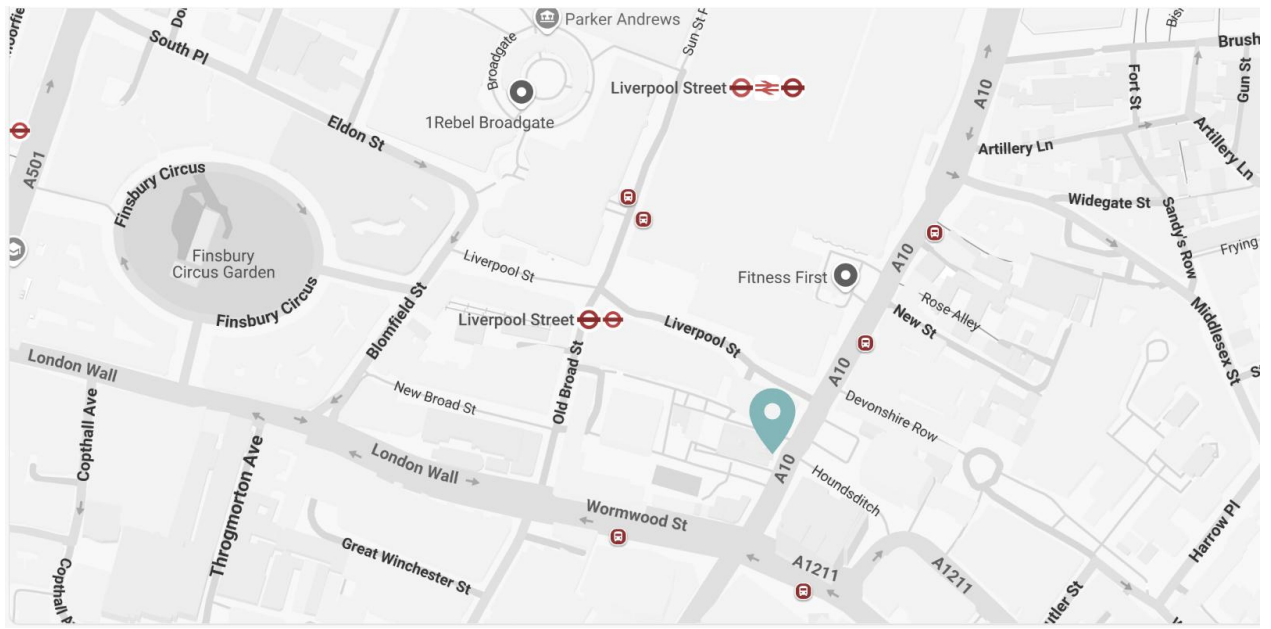 Parker Andrews
South Pl
Broadgate
Sun St P
Liverpool Street
1Rebel Broadgate
Eldon St
A501
Finsbury Circus
Finsbury
Circus Garden
Finsbury Circus
Liverpool St
Blomfield St
Liverpool Street
Liverpool St
Old Broad St
Fitness First
A10
A10
A10
A10
Brush
Fort St
Gun St
Artillery Ln
Artillery Ln
Widegate St
Sandy's Row
Frying
Middlesex St
Rose Alley
New St
Devonshire Row
Houndsditch
London Wall
Copthall Ave
New Broad St
London Wall
Throgmorton Ave
Wormwood St
Great Winchester St
A1211
A1211
Harrow Pl
utler St
Copthall A